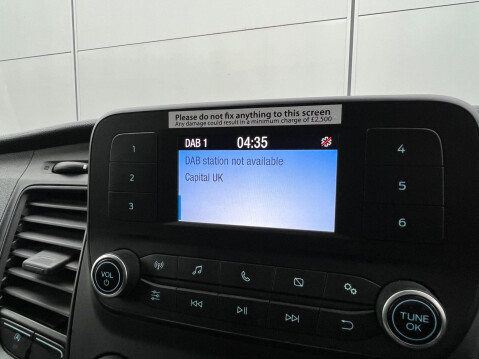 Please do not fix anything to this screen
Any damage could result in a minimum charge of £2,500
DAB 1 04:35
DAB station not available
Capital UK
1
2
3
4
5
6
VOL
TUNE
OK